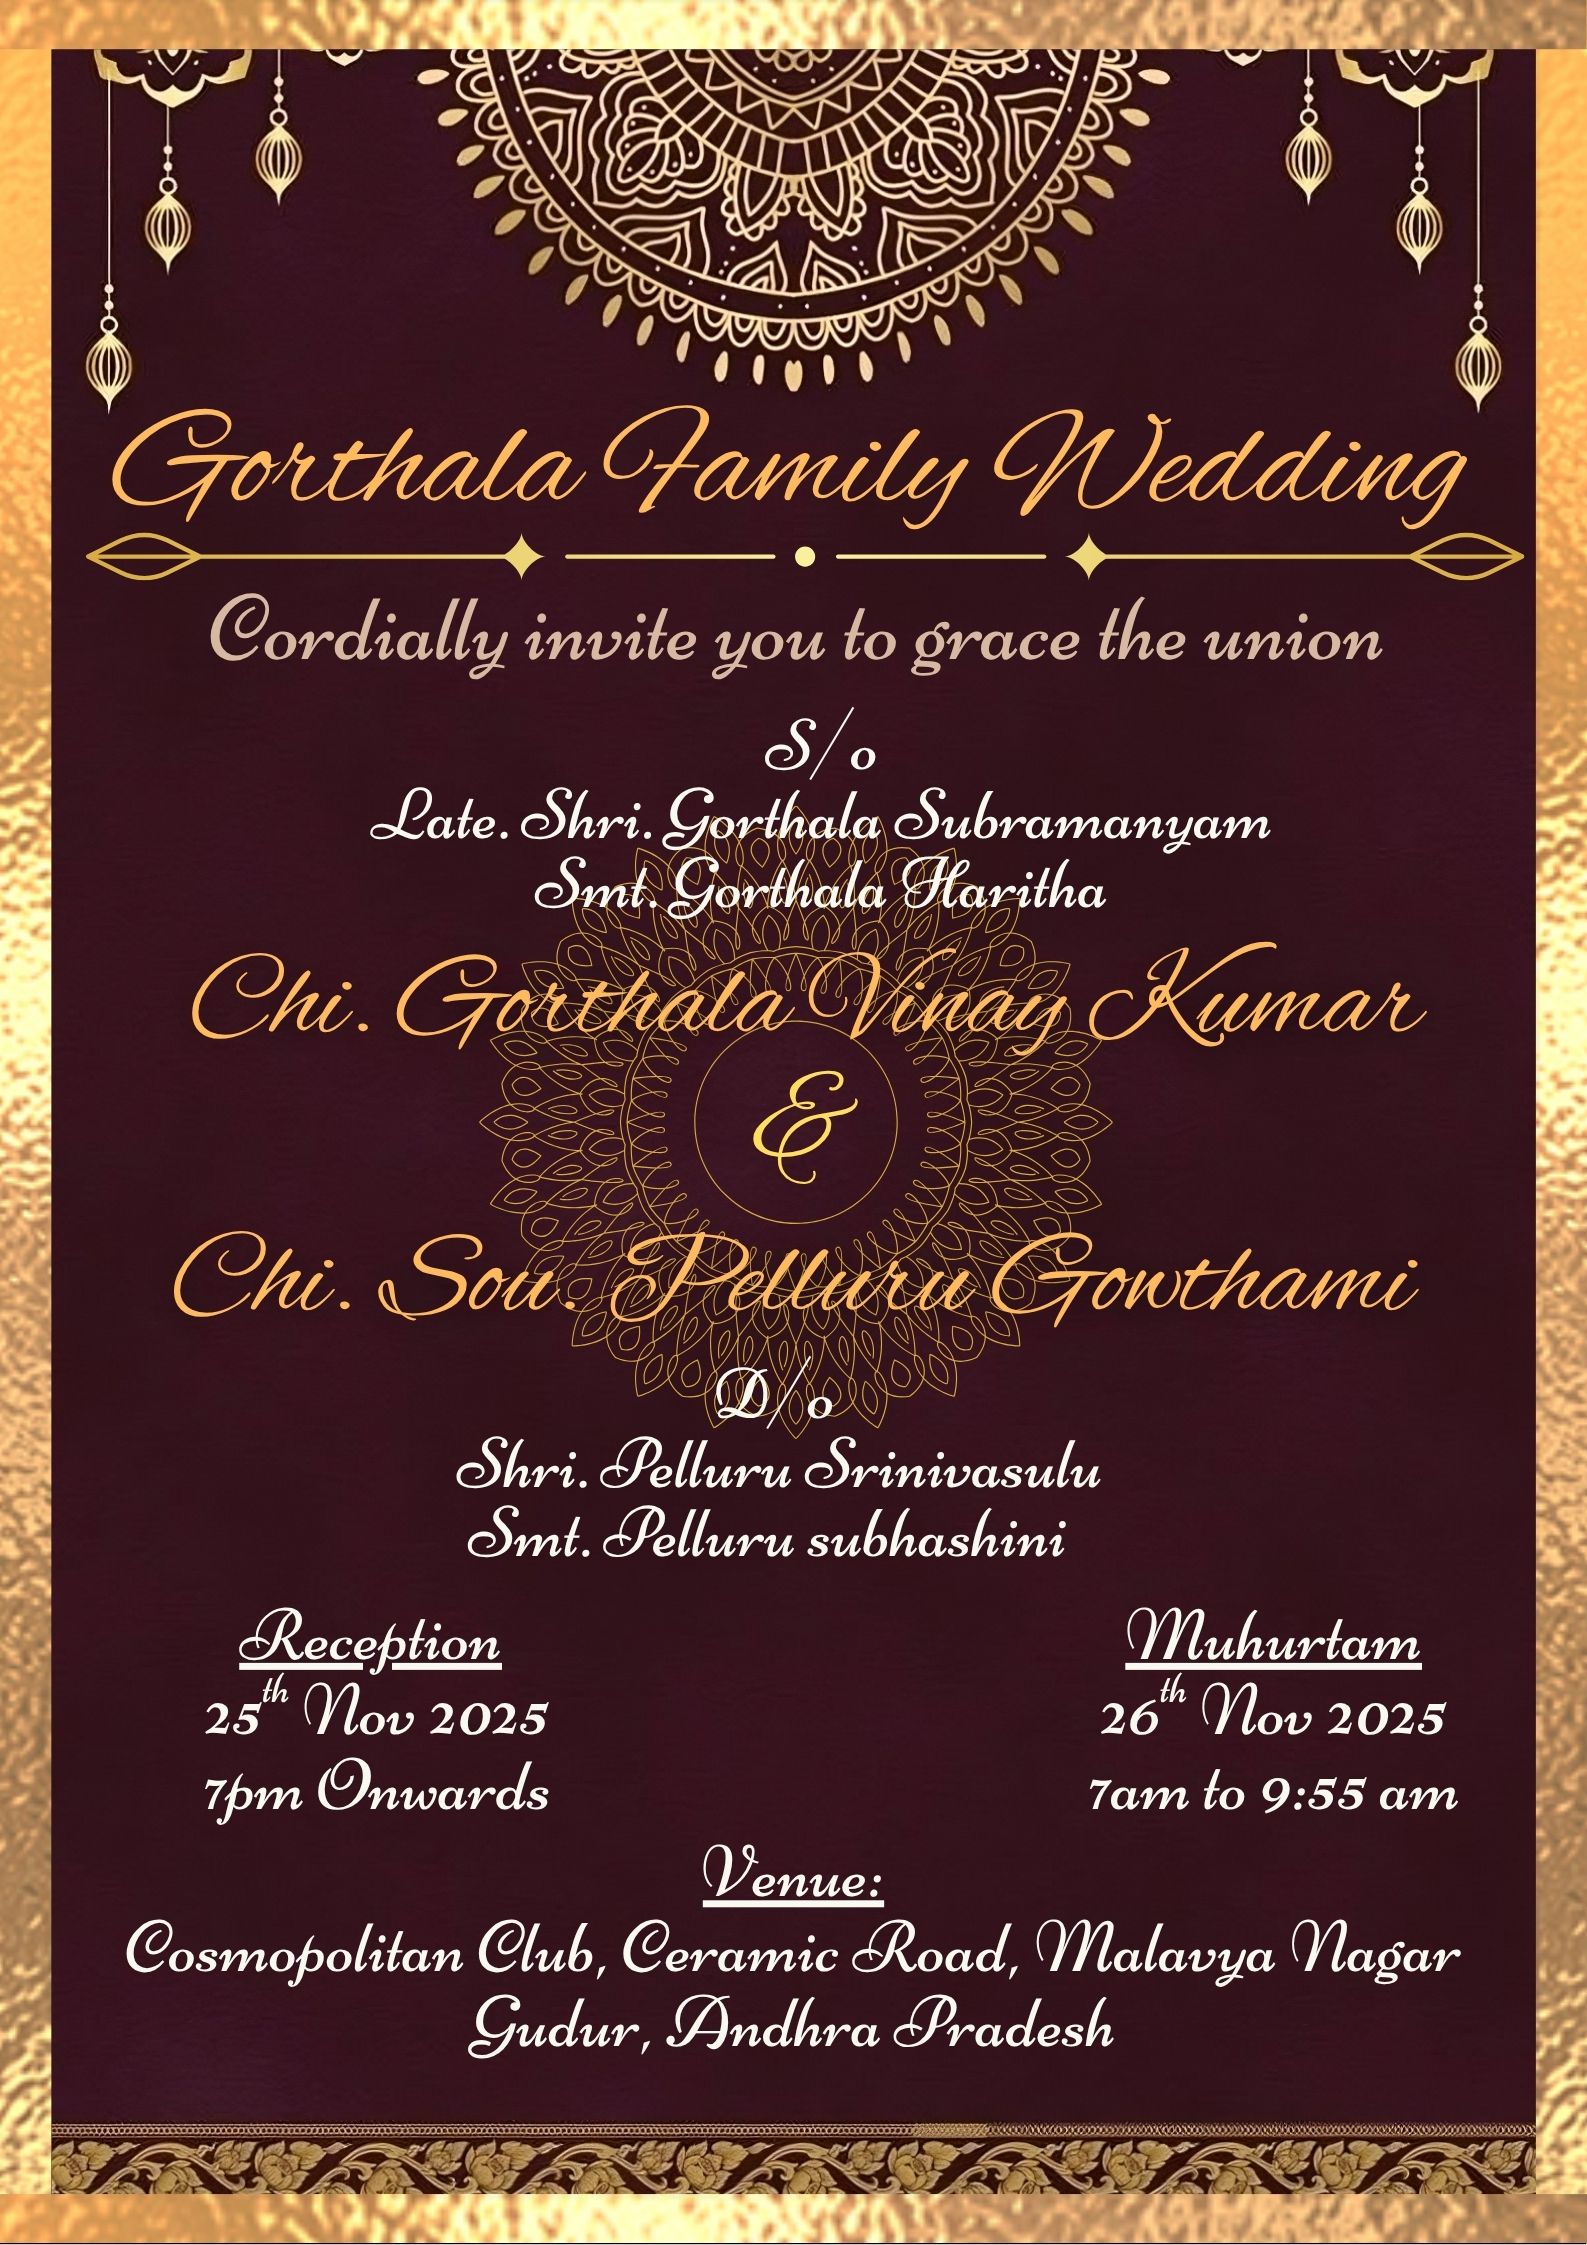 Gorthala Family Wedding
Cordially invite you to grace the union
S/o
Late. Shri. Gorthala Subramanyam
Smt. Gorthala Haritha
Chi. Gorthala Vinay Kumar
&
Chi. Sou. Pelluru Gowthami
D/o
Shri. Pelluru Srinivasulu
Smt. Pelluru subhashini
Reception
25th Nov 2025
7pm Onwards
Muhurtam
26th Nov 2025
7am to 9:55 am
Venue:
Cosmopolitan Club, Ceramic Road, Malavya Nagar
Gudur, Andhra Pradesh